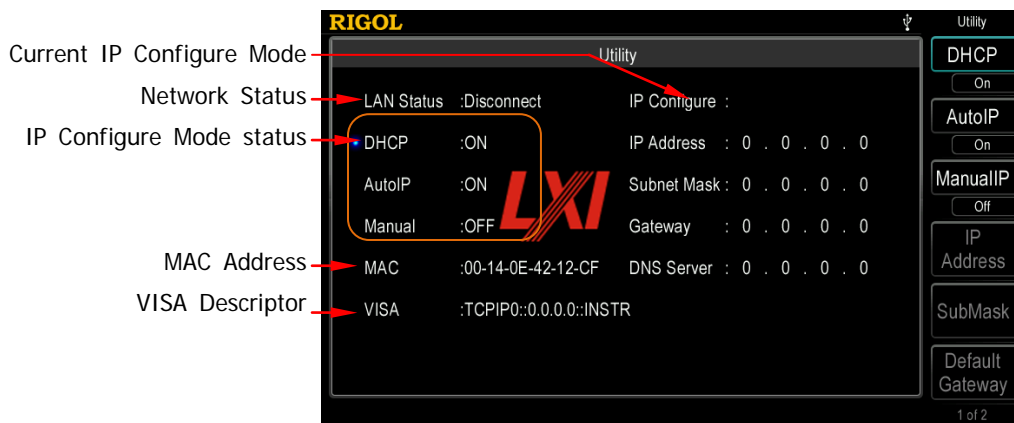 RIGOL
Utility
Utility
Current IP Configure Mode
Network Status
IP Configure Mode status
MAC Address
VISA Descriptor
LAN Status :Disconnect
IP Configure :
DHCP :ON
IP Address : 0 . 0 . 0 . 0
AutoIP :ON
Subnet Mask : 0 . 0 . 0 . 0
Manual :OFF
Gateway : 0 . 0 . 0 . 0
MAC :00-14-0E-42-12-CF
DNS Server : 0 . 0 . 0 . 0
VISA :TCPIP0::0.0.0.0::INSTR
LXI
DHCP
On
AutoIP
On
ManualIP
Off
IP
Address
SubMask
Default
Gateway
1 of 2